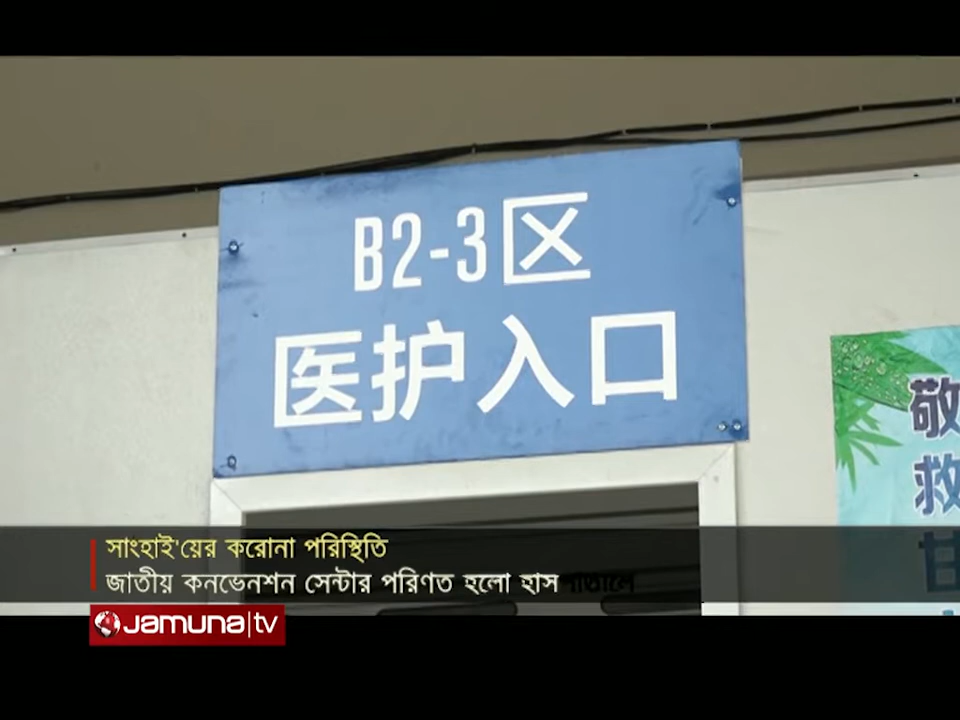 B2-3区
医护入口
敬
救
সাংহাই'য়ের করোনা পরিস্থিতি
জাতীয় কনভেনশন সেন্টার পরিণত হলো হাস
Jamuna|tv